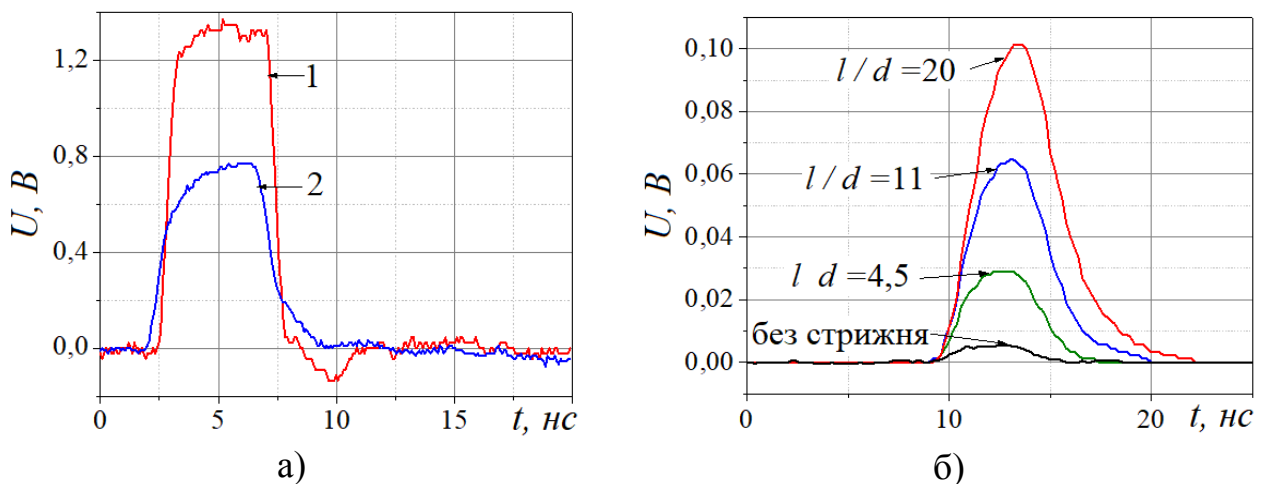 U, В
1,2
0,8
0,4
0,0
1
2
0
5
10
15
t, нс
а)
U, В
0,10
0,08
0,06
0,04
0,02
0,00
l / d =20
l / d =11
l d =4,5
без стрижня
0
10
20
t, нс
б)